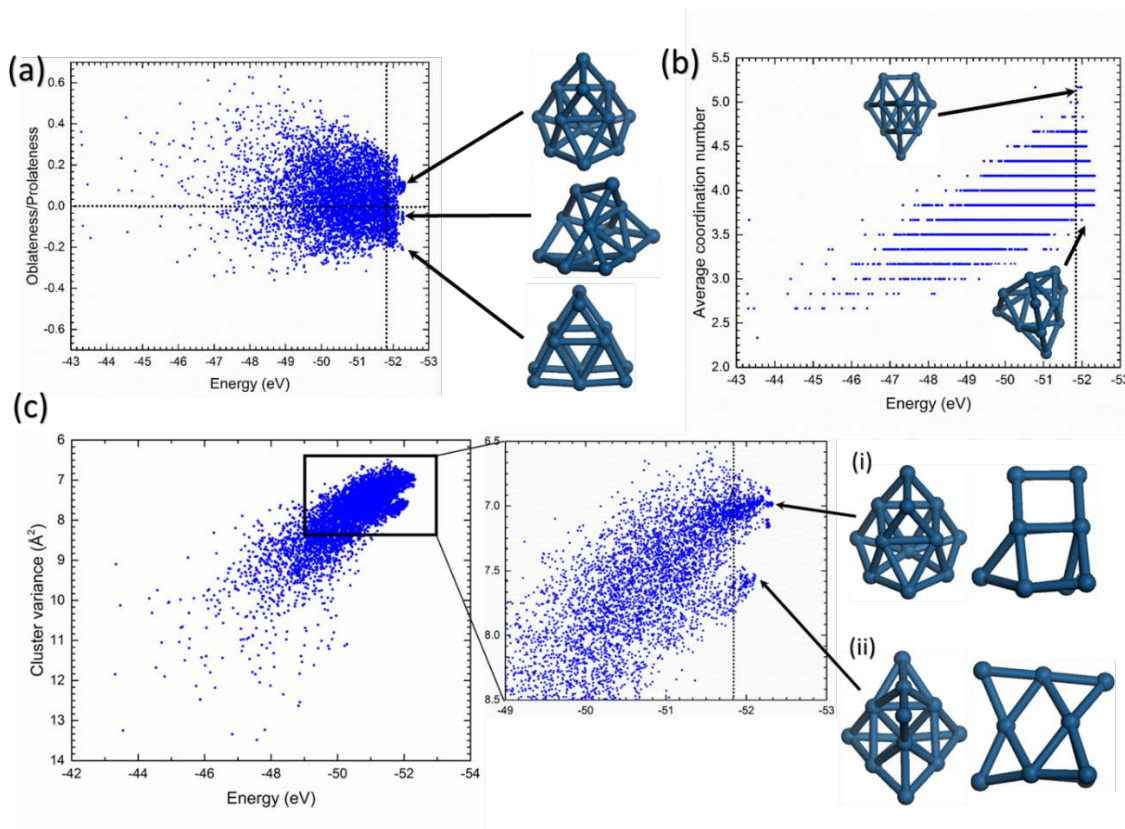 (a)
0.6
0.4
0.2
0.0
-0.2
-0.4
-0.6
Oblateness/Prolateness
-43 -44 -45 -46 -47 -48 -49 -50 -51 -52 -53
Energy (eV)
(b)
5.5
5.0
4.5
4.0
3.5
3.0
2.5
2.0
Average coordination number
-43 -44 -45 -46 -47 -48 -49 -50 -51 -52 -53
Energy (eV)
(c)
6
7
8
9
10
11
12
13
14
Cluster variance (Å²)
-42 -44 -46 -48 -50 -52 -54
Energy (eV)
6.5
7.0
7.5
8.0
8.5
-49 -50 -51 -52 -53
(i)
(ii)